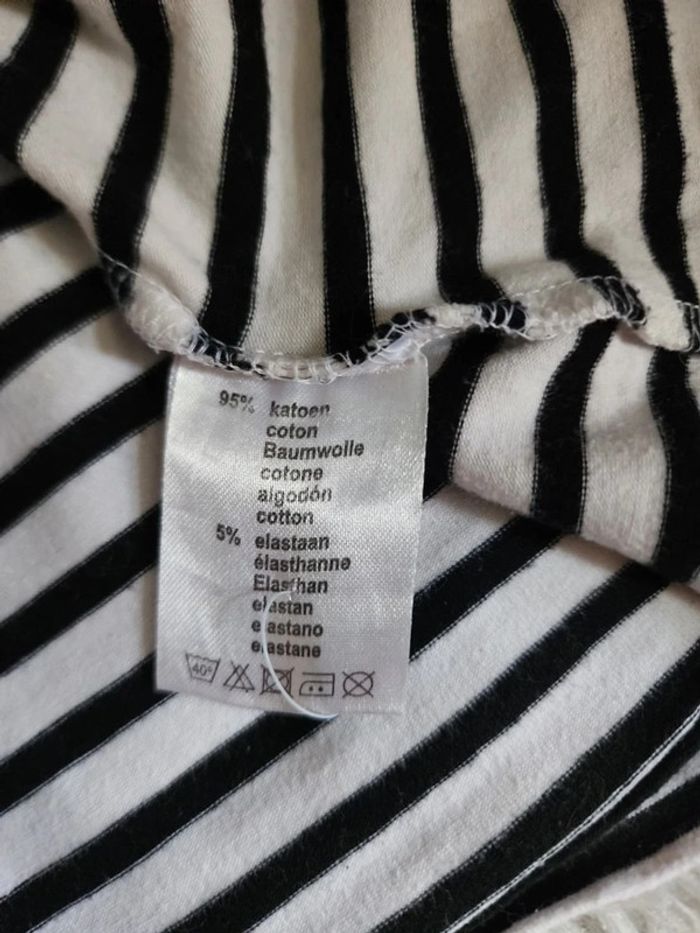 95% katoen
coton
Baumwolle
cotone
algodón
cotton
5% elastaan
élasthanne
Elasthan
elastan
elastano
elastane
40°